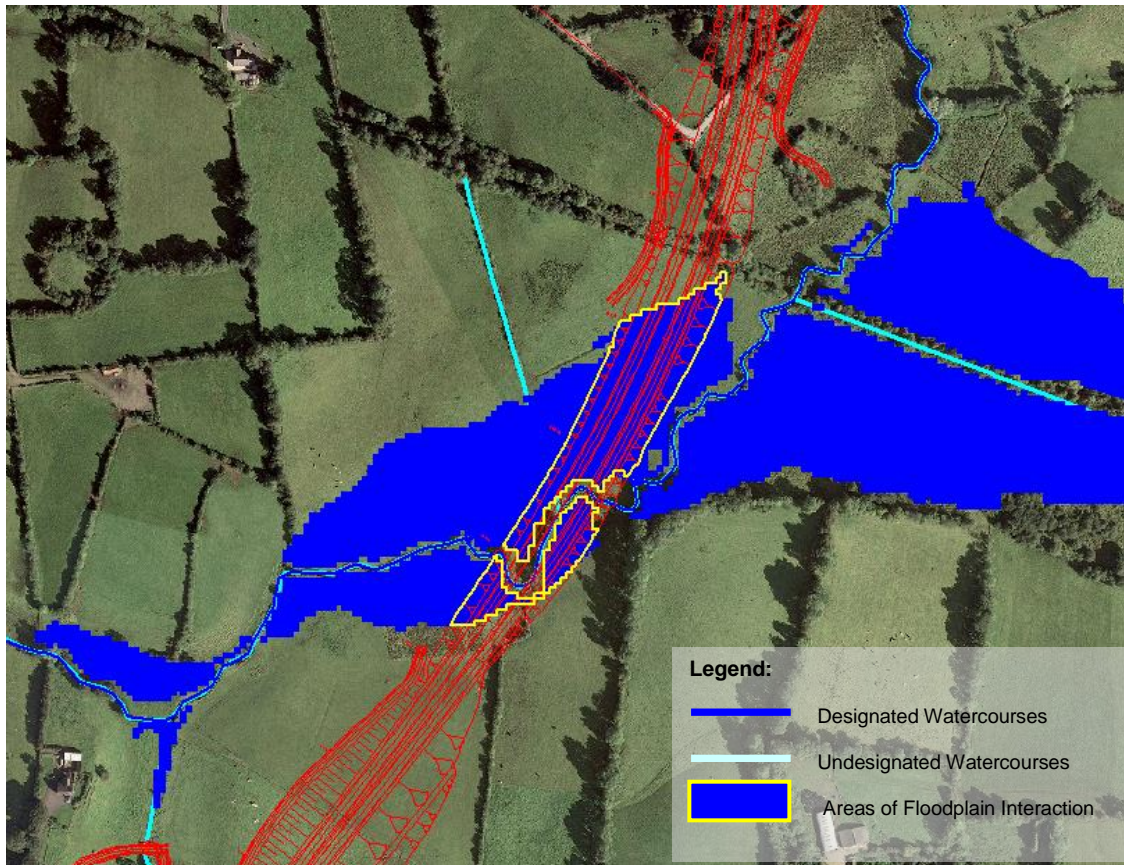 Legend:
Designated Watercourses
Undesignated Watercourses
Areas of Floodplain Interaction